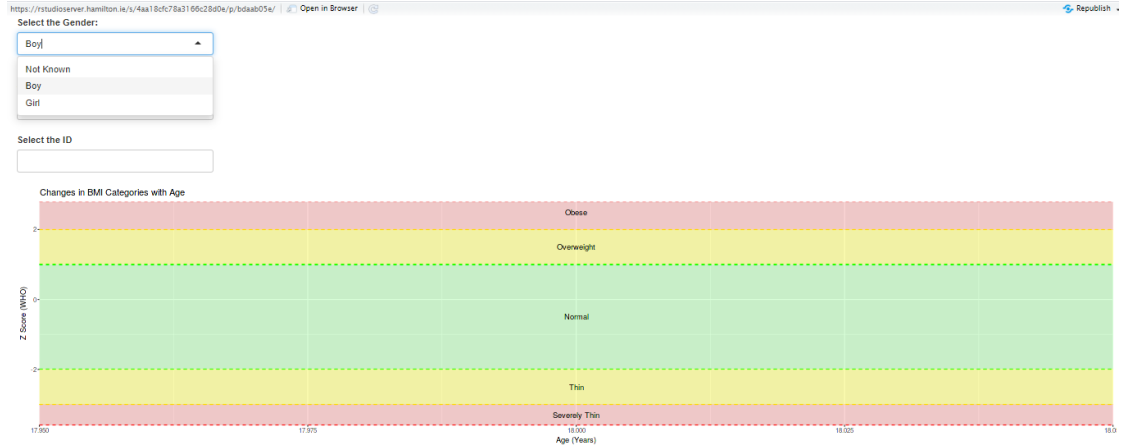 https://rstudioserver.hamilton.ie/s/4aa18cfc78a3166c28d0e/p/bdaab05e/ Open in Browser Republish
Select the Gender:
Boy
Not Known
Boy
Girl
Select the ID
Changes in BMI Categories with Age
Obese
2
Overweight
Z Score (WHO)
0
Normal
-2
Thin
Severely Thin
17.950 17.975 18.000 18.025 18.0
Age (Years)